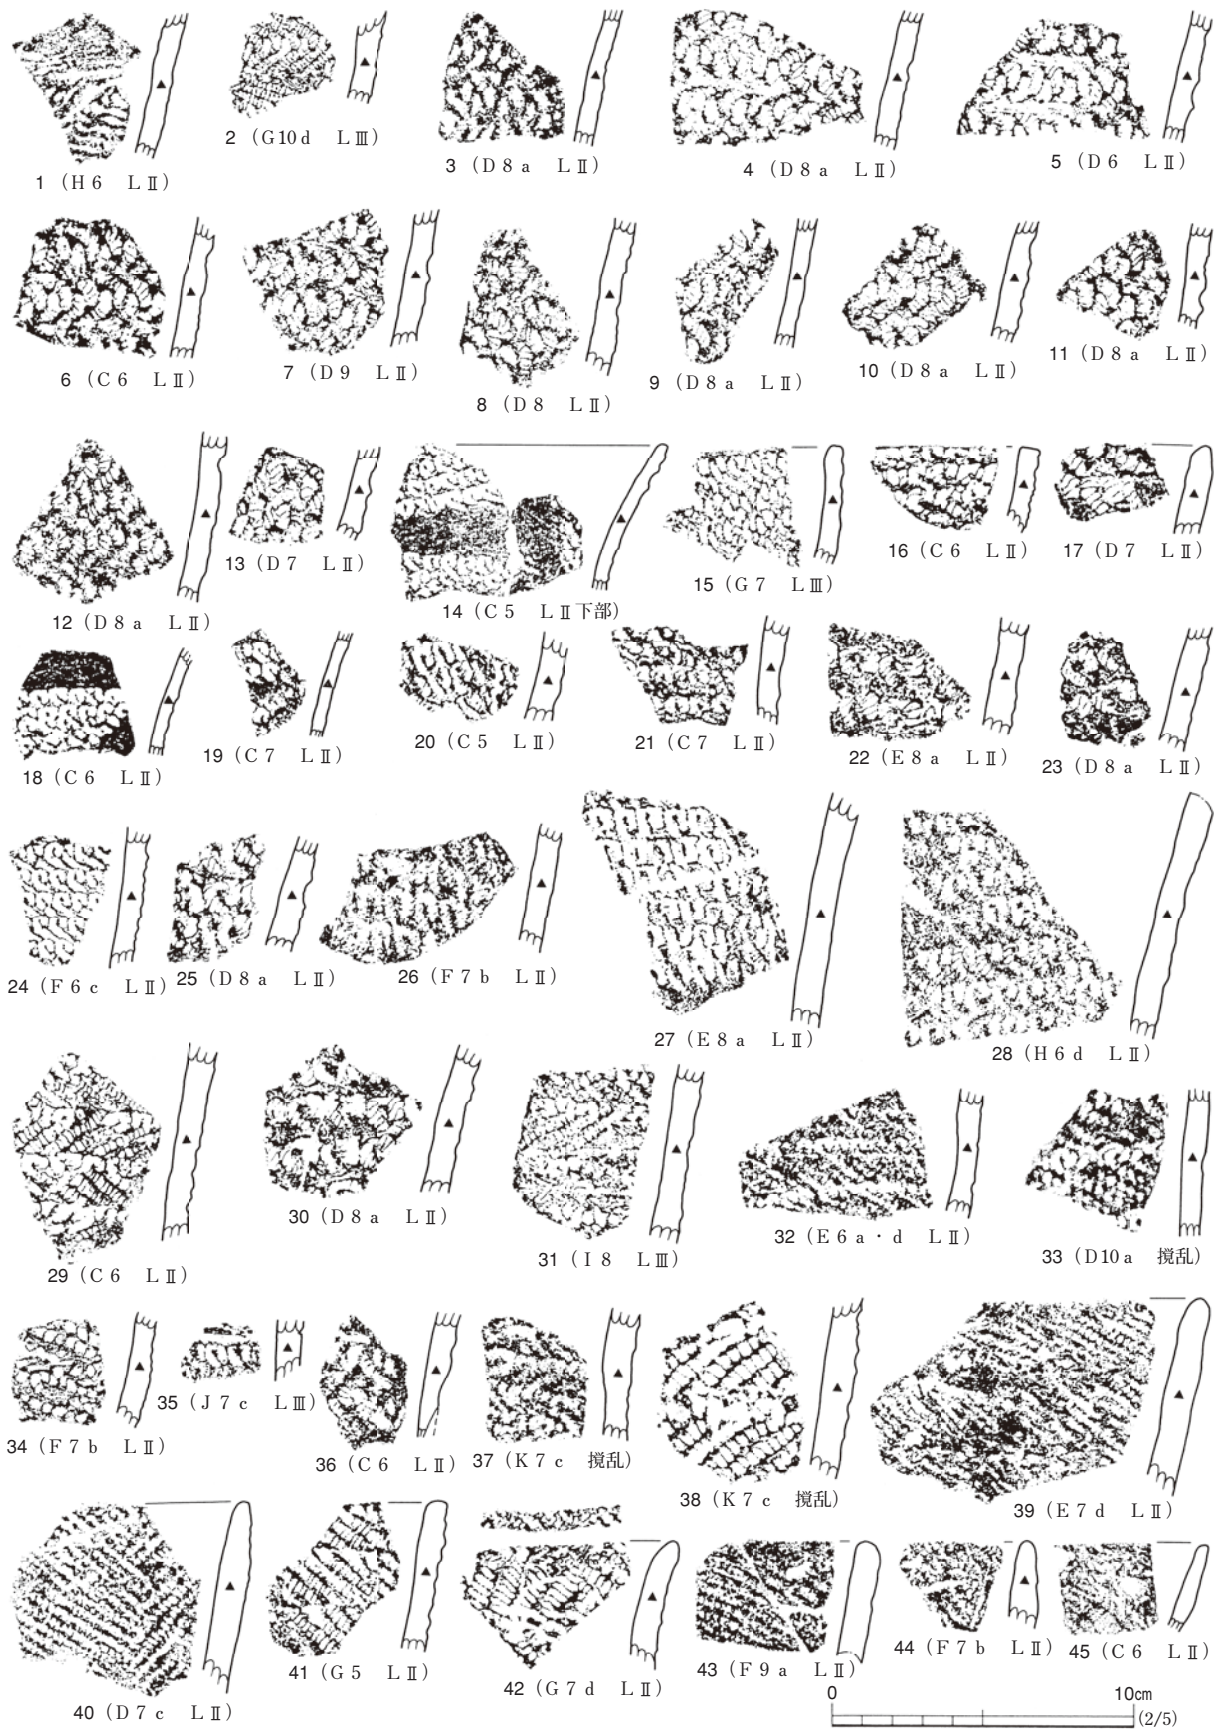 1（H 6　L Ⅱ）
2（G10 d　L Ⅲ）
3（D 8 a　L Ⅱ）
4（D 8 a　L Ⅱ）
5（D 6　L Ⅱ）
6（C 6　L Ⅱ）
7（D 9　L Ⅱ）
8（D 8　L Ⅱ）
9（D 8 a　L Ⅱ）
10（D 8 a　L Ⅱ）
11（D 8 a　L Ⅱ）
12（D 8 a　L Ⅱ）
13（D 7　L Ⅱ）
14（C 5　L Ⅱ下部）
15（G 7　L Ⅲ）
16（C 6　L Ⅱ）
17（D 7　L Ⅱ）
18（C 6　L Ⅱ）
19（C 7　L Ⅱ）
20（C 5　L Ⅱ）
21（C 7　L Ⅱ）
22（E 8 a　L Ⅱ）
23（D 8 a　L Ⅱ）
24（F 6 c　L Ⅱ）
25（D 8 a　L Ⅱ）
26（F 7 b　L Ⅱ）
27（E 8 a　L Ⅱ）
28（H 6 d　L Ⅱ）
29（C 6　L Ⅱ）
30（D 8 a　L Ⅱ）
31（I 8　L Ⅲ）
32（E 6 a・d　L Ⅱ）
33（D10 a　撹乱）
34（F 7 b　L Ⅱ）
35（J 7 c　L Ⅲ）
36（C 6　L Ⅱ）
37（K 7 c　撹乱）
38（K 7 c　撹乱）
39（E 7 d　L Ⅱ）
40（D 7 c　L Ⅱ）
41（G 5　L Ⅱ）
42（G 7 d　L Ⅱ）
43（F 9 a　L Ⅱ）
44（F 7 b　L Ⅱ）
45（C 6　L Ⅱ）
0　10cm
(2/5)